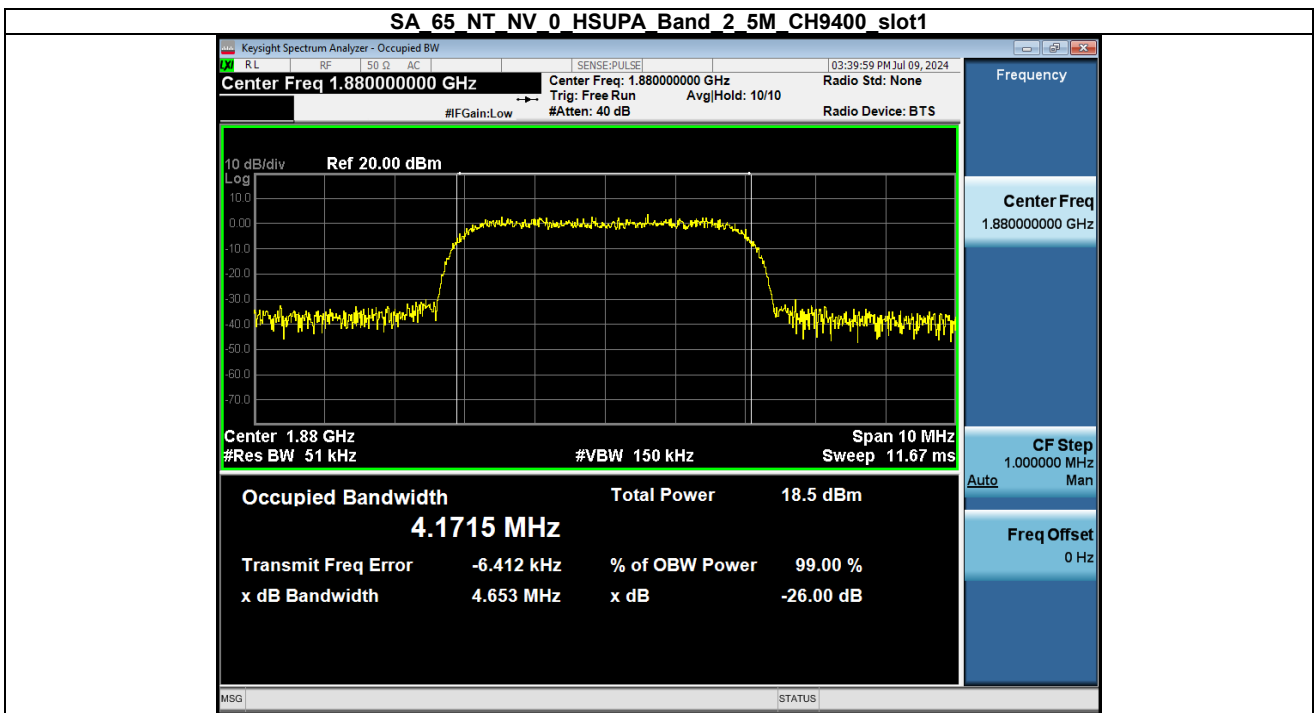 SA_65_NT_NV_0_HSUPA_Band_2_5M_CH9400_slot1
Keysight Spectrum Analyzer - Occupied BW
LXI RL RF 50 Ω AC SENSE:PULSE 03:39:59 PM Jul 09, 2024
Center Freq 1.880000000 GHz
Center Freq: 1.880000000 GHz
Radio Std: None
Trig: Free Run Avg|Hold: 10/10
#IFGain:Low
#Atten: 40 dB
Radio Device: BTS
10 dB/div Ref 20.00 dBm
Log
10.0
0.00
-10.0
-20.0
-30.0
-40.0
-50.0
-60.0
-70.0
Center 1.88 GHz Span 10 MHz
#Res BW 51 kHz #VBW 150 kHz Sweep 11.67 ms
Occupied Bandwidth Total Power 18.5 dBm
4.1715 MHz
Transmit Freq Error -6.412 kHz % of OBW Power 99.00 %
x dB Bandwidth 4.653 MHz x dB -26.00 dB
MSG STATUS
Frequency
Center Freq
1.880000000 GHz
CF Step
1.000000 MHz
Auto Man
Freq Offset
0 Hz